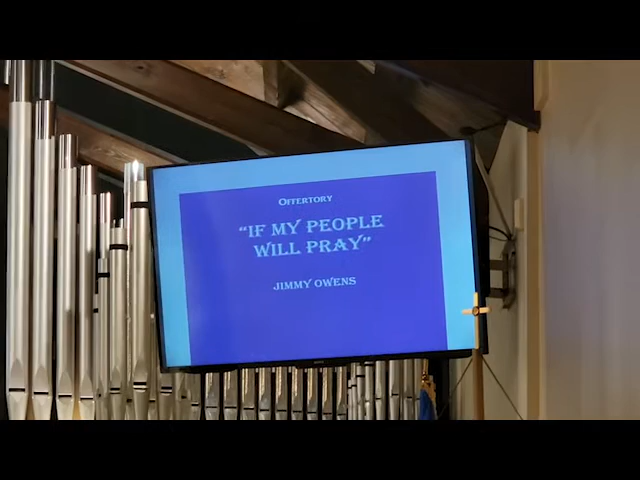 OFFERTORY
“IF MY PEOPLE
WILL PRAY”
JIMMY OWENS